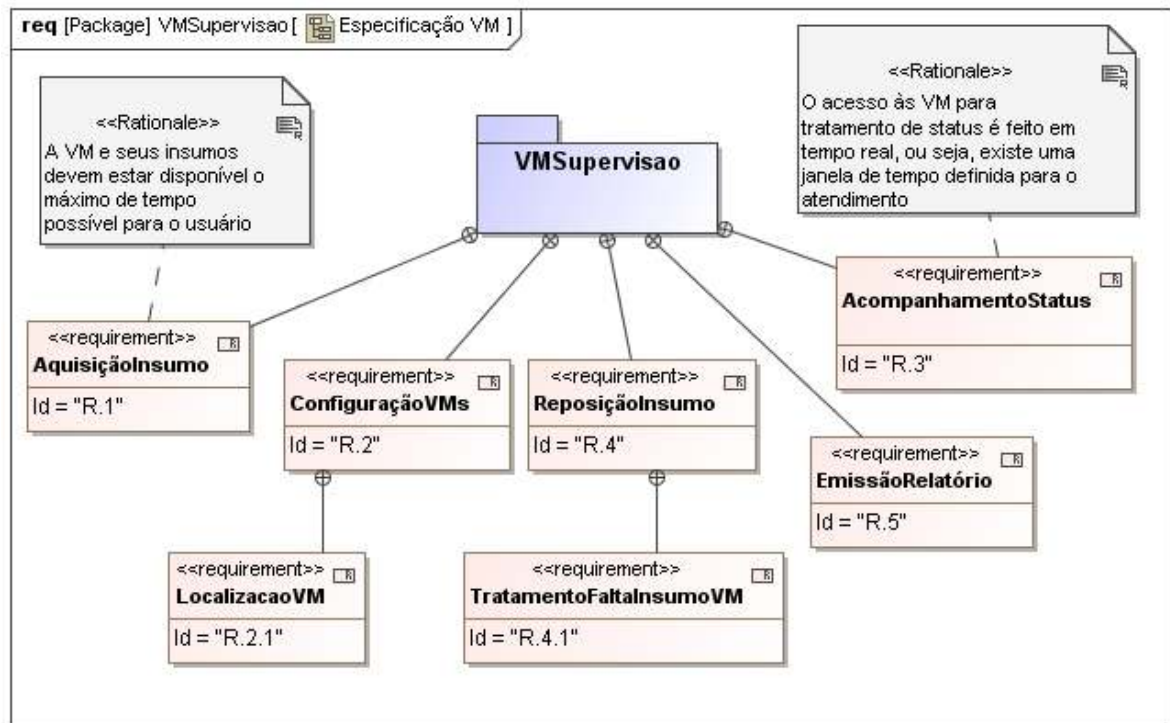 req [Package] VMSupervisao [ Especificação VM ]
<<Rationale>>
A VM e seus insumos
devem estar disponível o
máximo de tempo
possível para o usuário
VMSupervisao
<<Rationale>>
O acesso às VM para
tratamento de status é feito em
tempo real, ou seja, existe uma
janela de tempo definida para o
atendimento
<<requirement>>
AquisiçãoInsumo
Id = "R.1"
<<requirement>>
ConfiguraçãoVMs
Id = "R.2"
<<requirement>>
ReposiçãoInsumo
Id = "R.4"
<<requirement>>
AcompanhamentoStatus
Id = "R.3"
<<requirement>>
EmissãoRelatório
Id = "R.5"
<<requirement>>
LocalizacaoVM
Id = "R.2.1"
<<requirement>>
TratamentoFaltaInsumoVM
Id = "R.4.1"